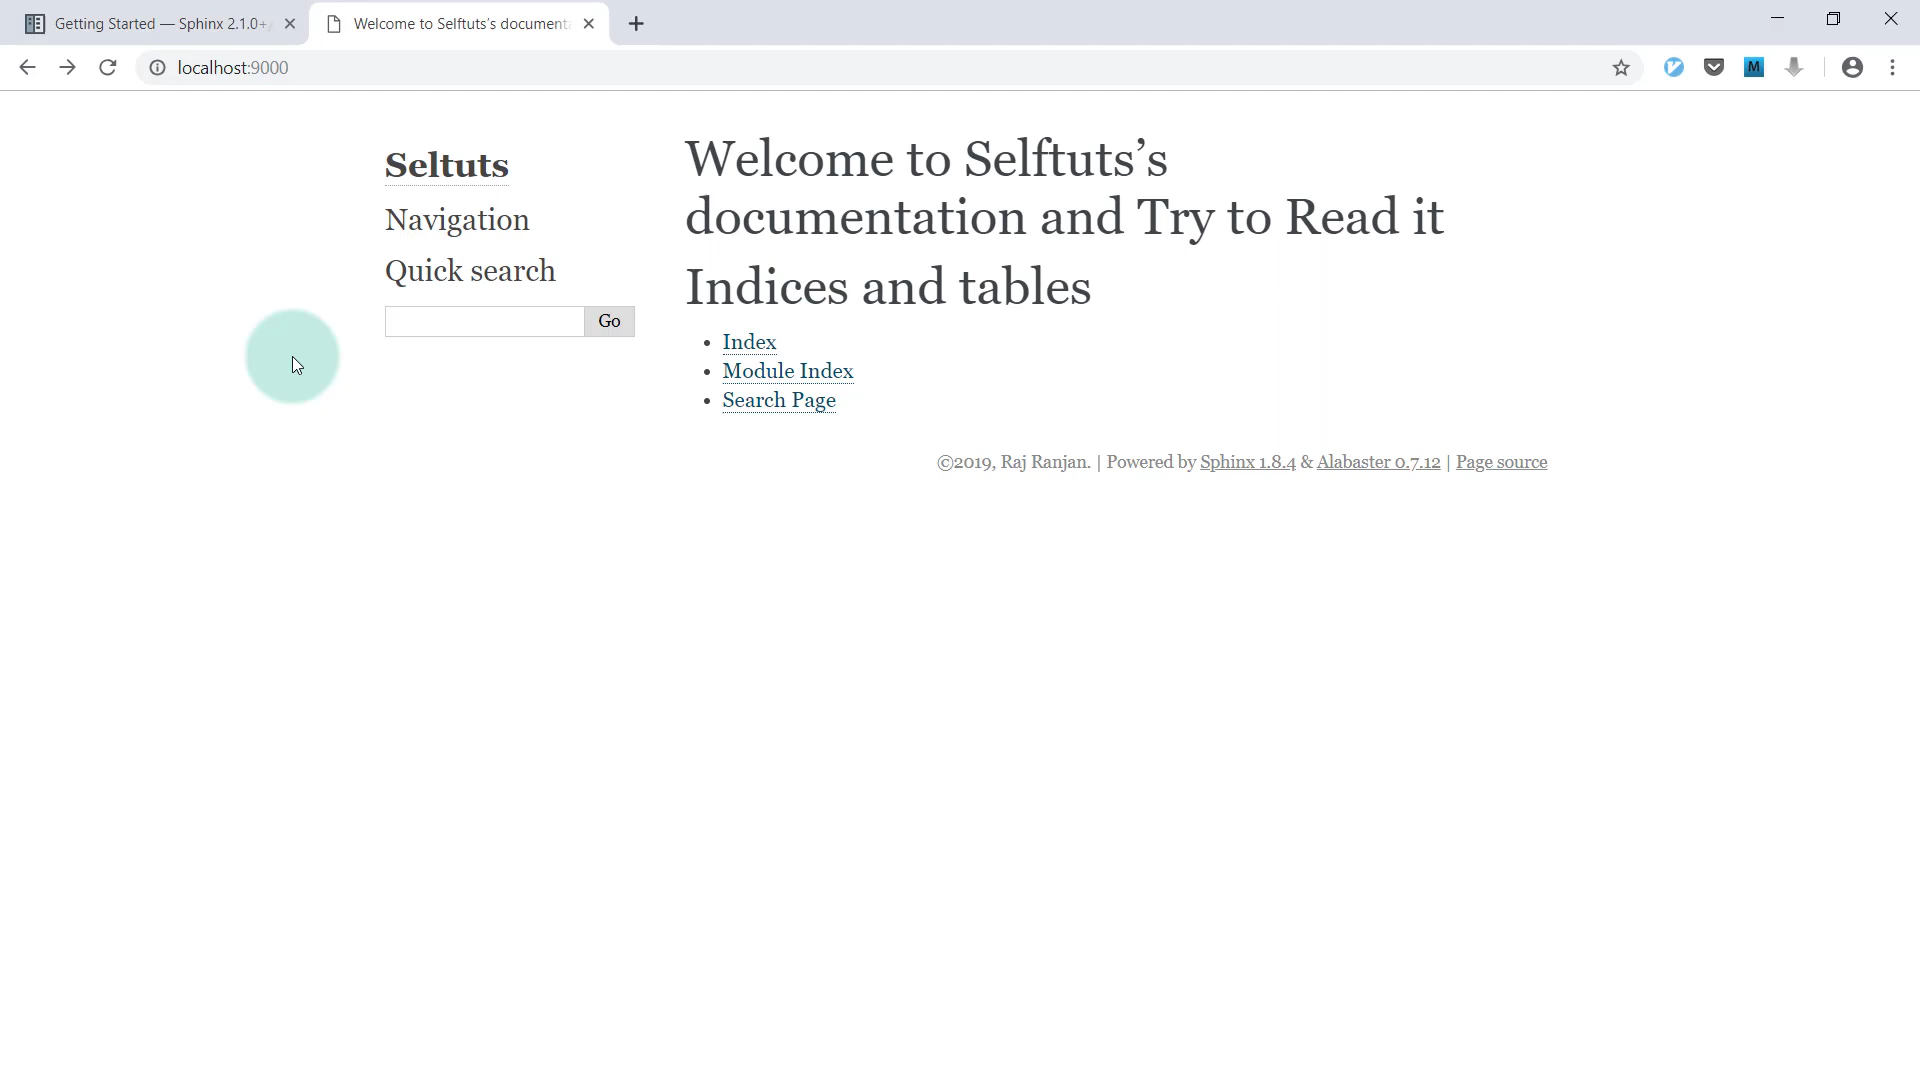 Getting Started — Sphinx 2.1.0+
Welcome to Selftuts's document
localhost:9000
M
Seltuts
Navigation
Quick search
Go
Welcome to Selftuts’s
documentation and Try to Read it
Indices and tables
Index
Module Index
Search Page
©2019, Raj Ranjan. | Powered by Sphinx 1.8.4 & Alabaster 0.7.12 | Page source